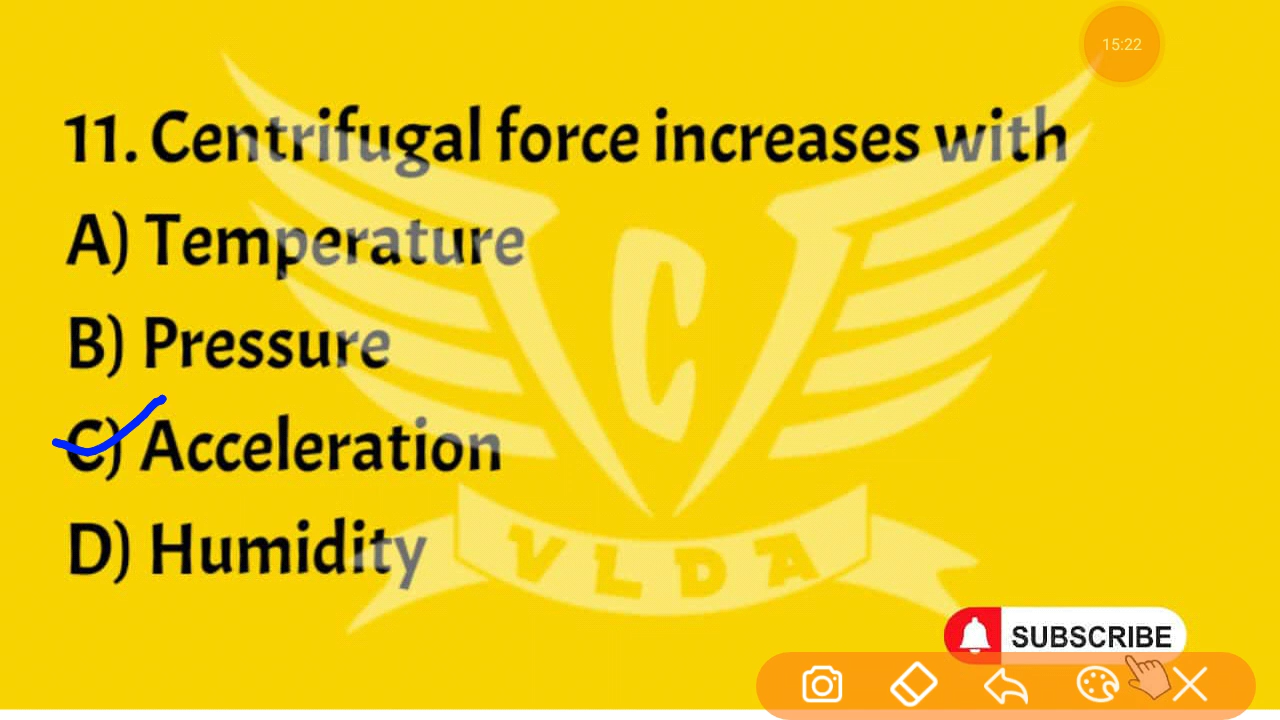 15:22
11. Centrifugal force increases with
A) Temperature
B) Pressure
C) Acceleration
D) Humidity
C
VLDA
SUBSCRIBE